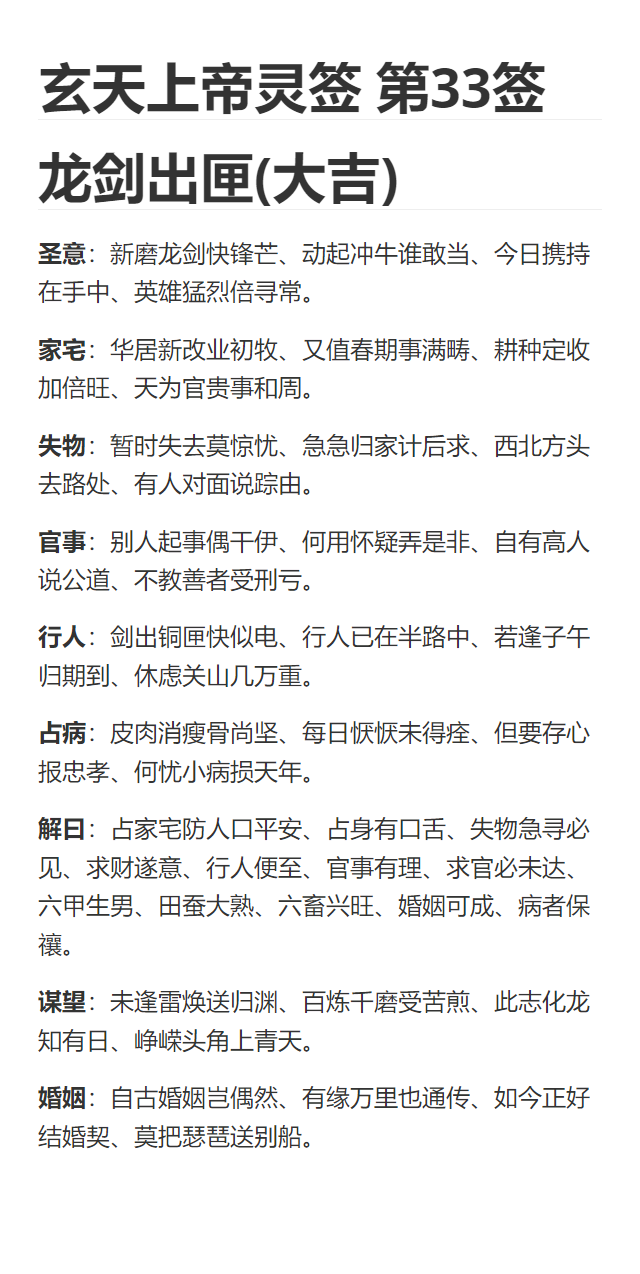 玄天上帝灵签 第33签
龙剑出匣(大吉)
圣意：新磨龙剑快锋芒、动起冲牛谁敢当、今日携持
在手中、英雄猛烈倍寻常。
家宅：华居新改业初牧、又值春期事满畴、耕种定收
加倍旺、天为官贵事和周。
失物：暂时失去莫惊忧、急急归家计后求、西北方头
去路处、有人对面说踪由。
官事：别人起事偶干伊、何用怀疑弄是非、自有高人
说公道、不教善者受刑亏。
行人：剑出铜匣快似电、行人已在半路中、若逢子午
归期到、休虑关山几万重。
占病：皮肉消瘦骨尚坚、每日恹恹未得痊、但要存心
报忠孝、何忧小病损天年。
解曰：占家宅防人口平安、占身有口舌、失物急寻必
见、求财遂意、行人便至、官事有理、求官必未达、
六甲生男、田蚕大熟、六畜兴旺、婚姻可成、病者保
禳。
谋望：未逢雷焕送归渊、百炼千磨受苦煎、此志化龙
知有日、峥嵘头角上青天。
婚姻：自古婚姻岂偶然、有缘万里也通传、如今正好
结婚契、莫把瑟琶送别船。